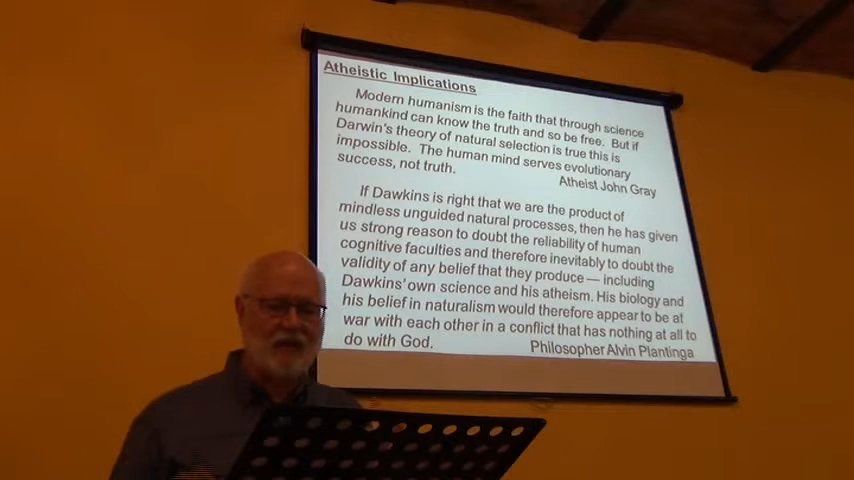 Atheistic Implications
Modern humanism is the faith that through science
humankind can know the truth and so be free. But if
Darwin's theory of natural selection is true this is
impossible. The human mind serves evolutionary
success, not truth.
Atheist John Gray
If Dawkins is right that we are the product of
mindless unguided natural processes, then he has given
us strong reason to doubt the reliability of human
cognitive faculties and therefore inevitably to doubt the
validity of any belief that they produce — including
Dawkins' own science and his atheism. His biology and
his belief in naturalism would therefore appear to be at
war with each other in a conflict that has nothing at all to
do with God.
Philosopher Alvin Plantinga